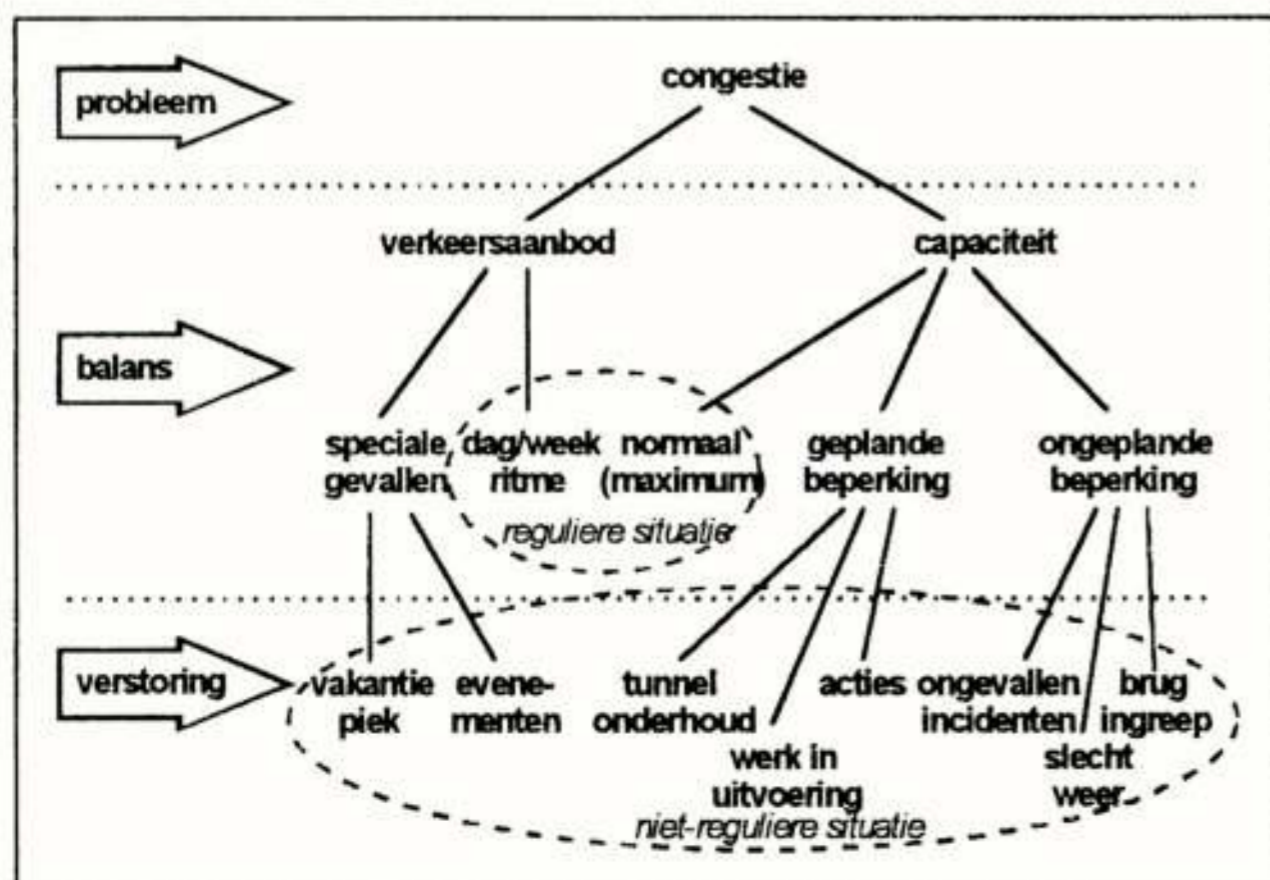 probleem
congestie
verkeersaanbod
capaciteit
balans
speciale
gevallen
dag/week
ritme
normaal
(maximum)
reguliere situatie
geplande
beperking
ongeplande
beperking
verstoring
vakantie
piek
evene-
menten
tunnel
onderhoud
werk in
uitvoering
acties
ongevallen
incidenten
slecht
weer
brug
ingreep
niet-reguliere situatie